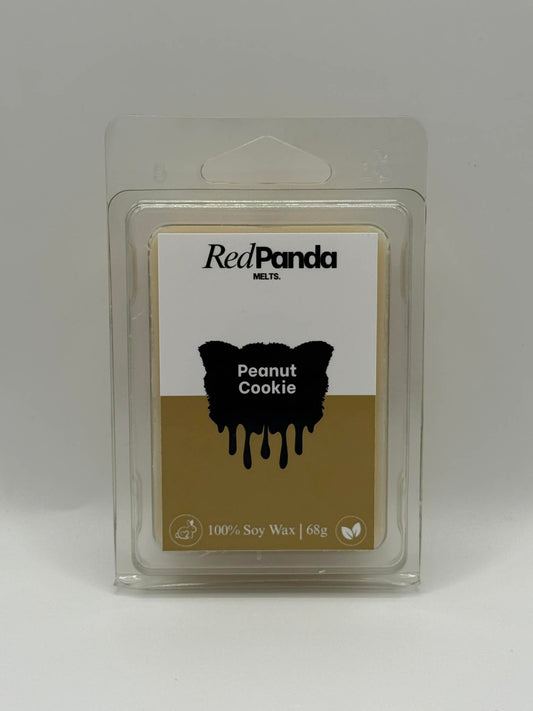 RedPanda
MELTS.
Peanut
Cookie
100% Soy Wax | 68g